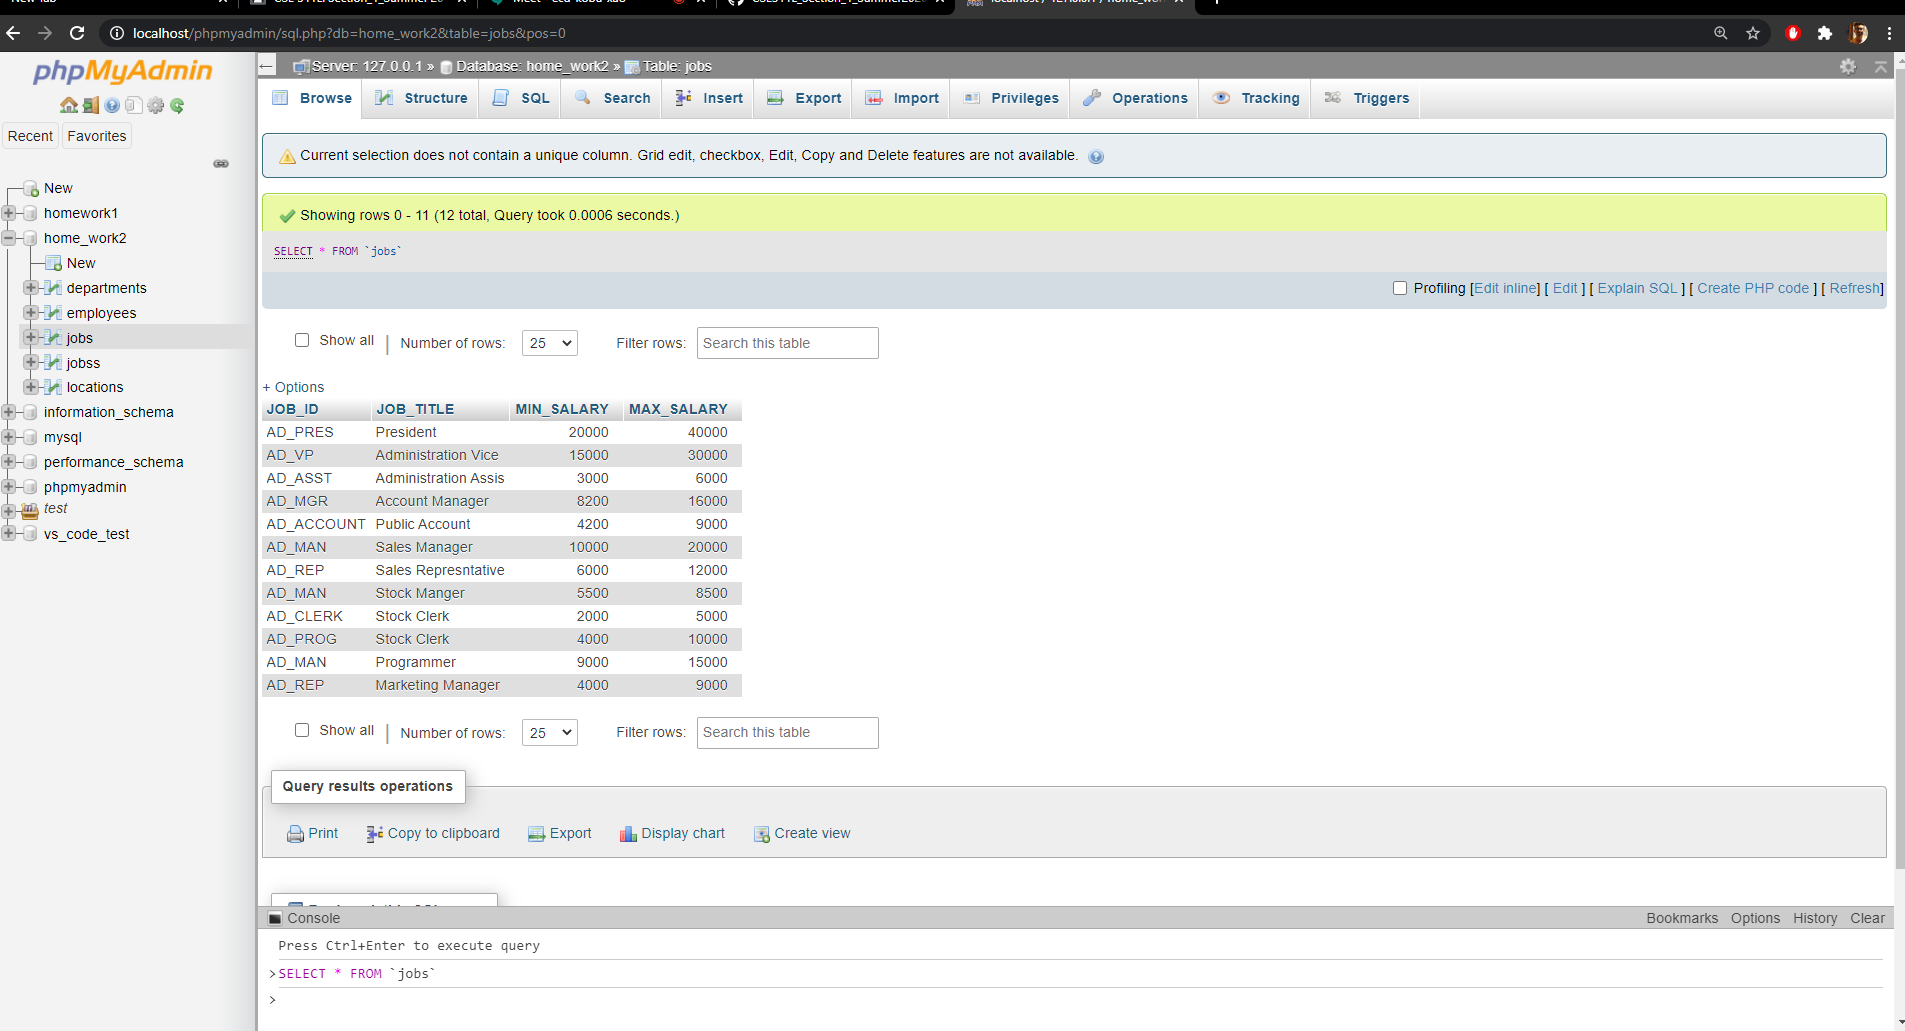 localhost/phpmyadmin/sql.php?db=home_work2&table=jobs&pos=0
phpMyAdmin
Recent Favorites
New
homework1
home_work2
New
departments
employees
jobs
jobss
locations
information_schema
mysql
performance_schema
phpmyadmin
test
vs_code_test
Server: 127.0.0.1 » Database: home_work2 » Table: jobs
Browse Structure SQL Search Insert Export Import Privileges Operations Tracking Triggers
Current selection does not contain a unique column. Grid edit, checkbox, Edit, Copy and Delete features are not available.
Showing rows 0 - 11 (12 total, Query took 0.0006 seconds.)
SELECT * FROM `jobs`
Profiling [Edit inline] [ Edit ] [ Explain SQL ] [ Create PHP code ] [ Refresh]
Show all | Number of rows: 25 Filter rows: Search this table
+ Options
JOB_ID JOB_TITLE MIN_SALARY MAX_SALARY
AD_PRES President 20000 40000
AD_VP Administration Vice 15000 30000
AD_ASST Administration Assis 3000 6000
AD_MGR Account Manager 8200 16000
AD_ACCOUNT Public Account 4200 9000
AD_MAN Sales Manager 10000 20000
AD_REP Sales Represntative 6000 12000
AD_MAN Stock Manger 5500 8500
AD_CLERK Stock Clerk 2000 5000
AD_PROG Stock Clerk 4000 10000
AD_MAN Programmer 9000 15000
AD_REP Marketing Manager 4000 9000
Show all | Number of rows: 25 Filter rows: Search this table
Query results operations
Print Copy to clipboard Export Display chart Create view
Console Bookmarks Options History Clear
Press Ctrl+Enter to execute query
>SELECT * FROM `jobs`
>